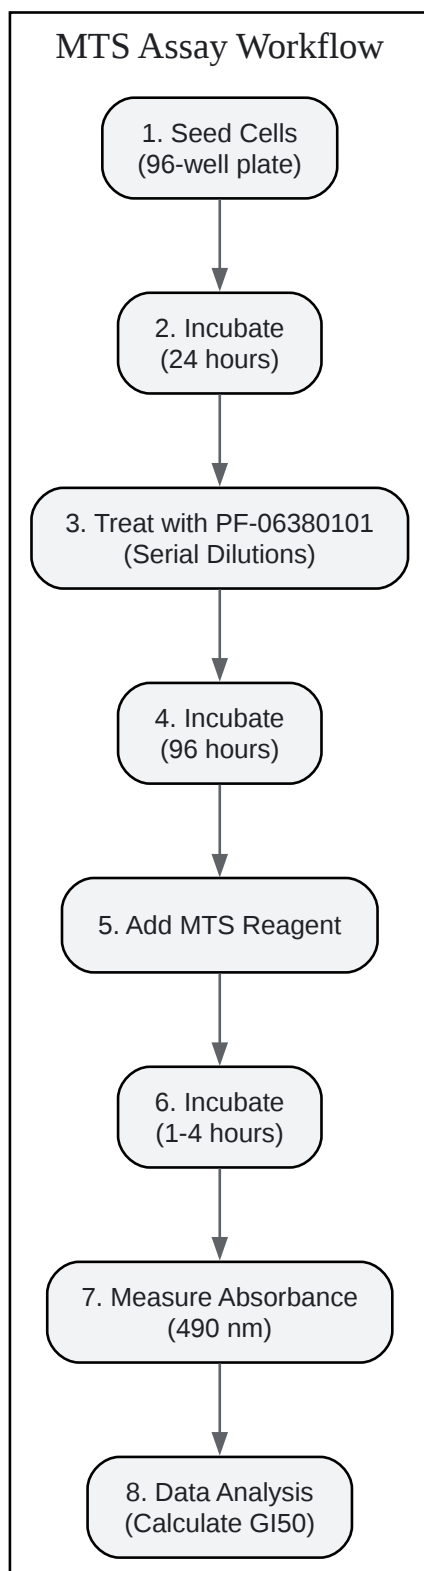 MTS Assay Workflow
1. Seed Cells
(96-well plate)
2. Incubate
(24 hours)
3. Treat with PF-06380101
(Serial Dilutions)
4. Incubate
(96 hours)
5. Add MTS Reagent
6. Incubate
(1-4 hours)
7. Measure Absorbance
(490 nm)
8. Data Analysis
(Calculate GI50)